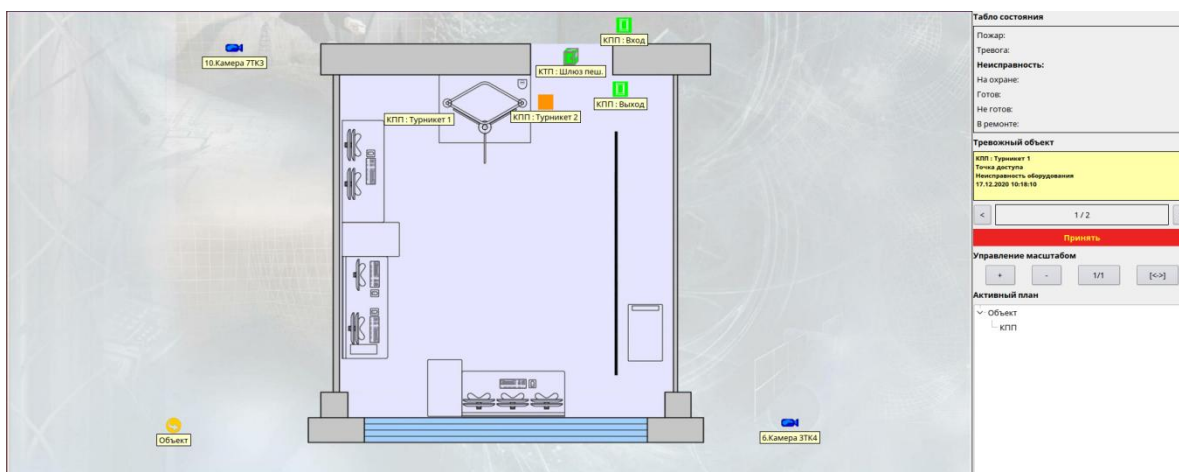 10.Камера 7ТК3
КПП : Вход
КТП : Шлюз пеш.
КПП : Выход
КПП : Турникет 1
КПП : Турникет 2
Объект
6.Камера 3ТК4
Табло состояния
Пожар:
Тревога:
Неисправность:
На охране:
Готов:
Не готов:
В ремонте:
Тревожный объект
КПП : Турникет 1
Точка доступа
Неисправность оборудования
17.12.2020 10:18:10
< 1 / 2
Принять
Управление масштабом
+ - 1/1 [<->]
Активный план
Объект
КПП